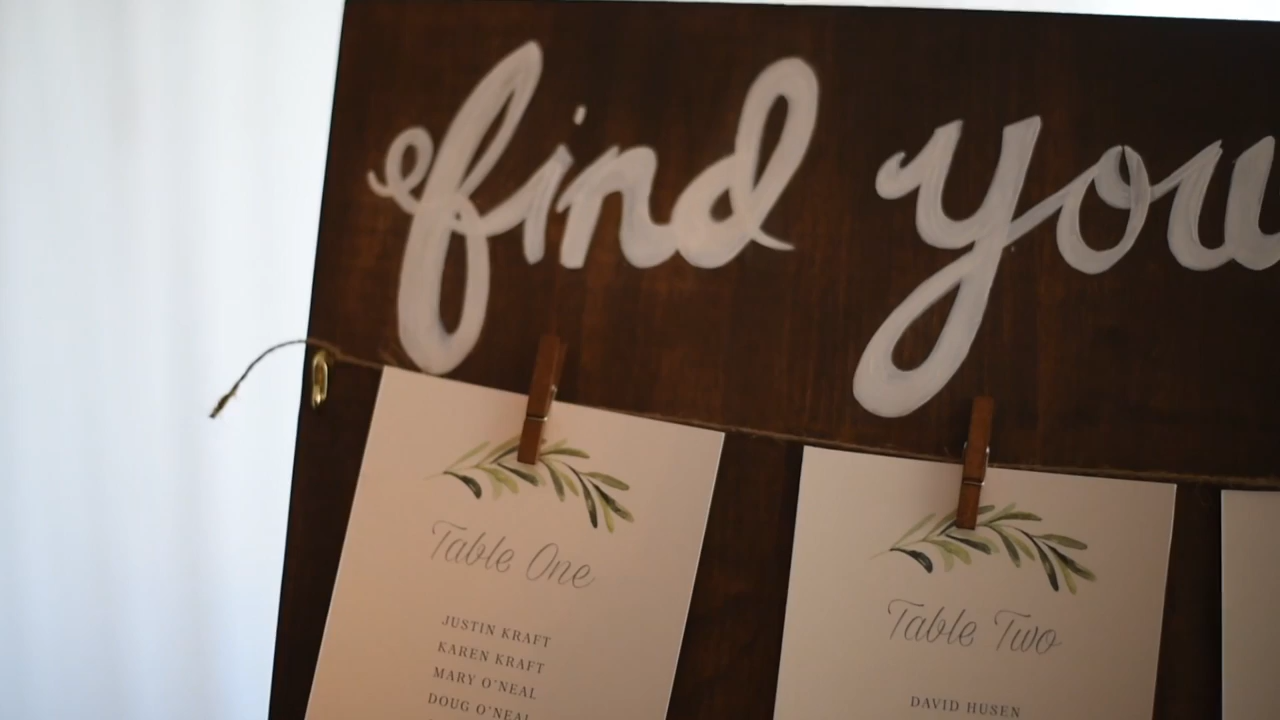 find you
Table One
JUSTIN KRAFT
KAREN KRAFT
MARY O'NEAL
DOUG O'NEAL
Table Two
DAVID HUSEN